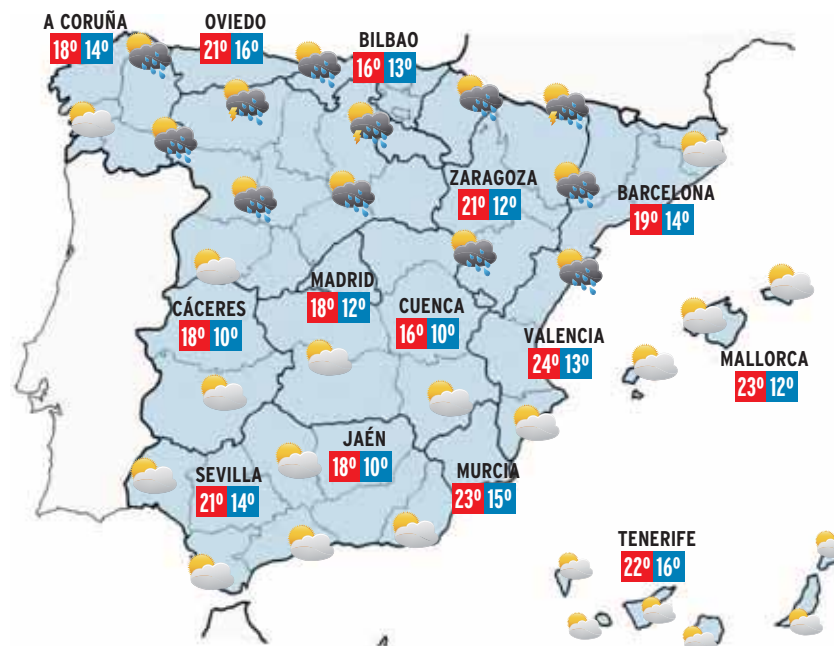 A CORUÑA
18º 14º
OVIEDO
21º 16º
BILBAO
16º 13º
ZARAGOZA
21º 12º
BARCELONA
19º 14º
MADRID
18º 12º
CÁCERES
18º 10º
CUENCA
16º 10º
VALENCIA
24º 13º
MALLORCA
23º 12º
JAÉN
18º 10º
SEVILLA
21º 14º
MURCIA
23º 15º
TENERIFE
22º 16º